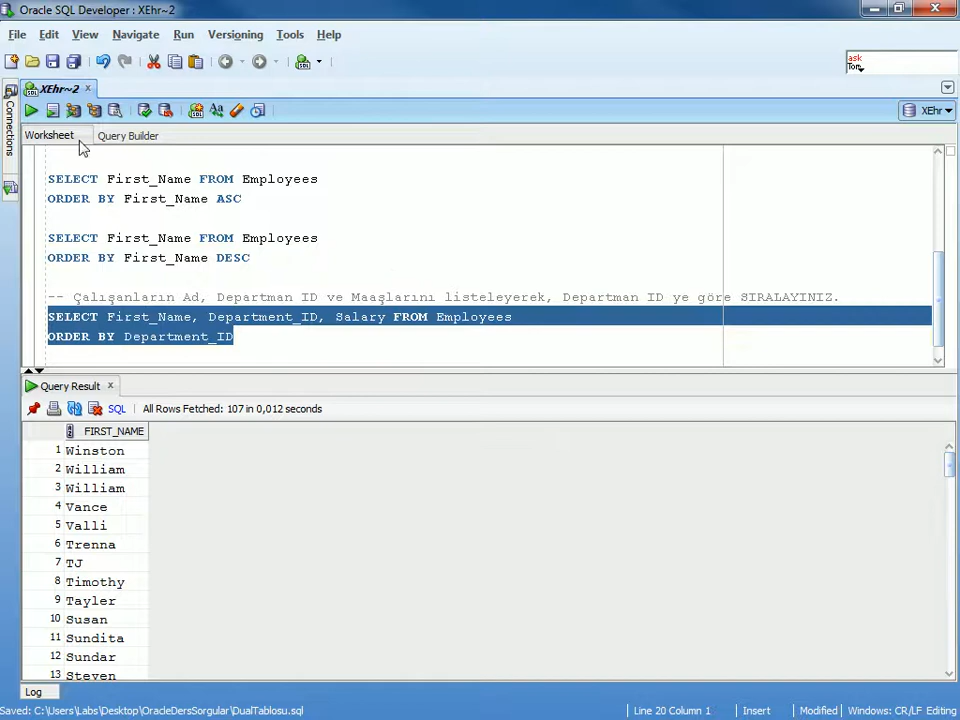 Oracle SQL Developer : XEhr~2
File Edit View Navigate Run Versioning Tools Help
ask
Tom
XEhr~2
XEhr
Connections
Worksheet Query Builder
SELECT First_Name FROM Employees
ORDER BY First_Name ASC
SELECT First_Name FROM Employees
ORDER BY First_Name DESC
-- Çalışanların Ad, Departman ID ve Maaşlarını listeleyerek, Departman ID ye göre SIRALAYINIZ.
SELECT First_Name, Department_ID, Salary FROM Employees
ORDER BY Department_ID
Query Result
SQL All Rows Fetched: 107 in 0,012 seconds
FIRST_NAME
1 Winston
2 William
3 William
4 Vance
5 Valli
6 Trenna
7 TJ
8 Timothy
9 Tayler
10 Susan
11 Sundita
12 Sundar
13 Steven
Log
Saved: C:\Users\Labs\Desktop\OracleDersSorgular\DualTablosu.sql Line 20 Column 1 Insert Modified Windows: CR/LF Editing